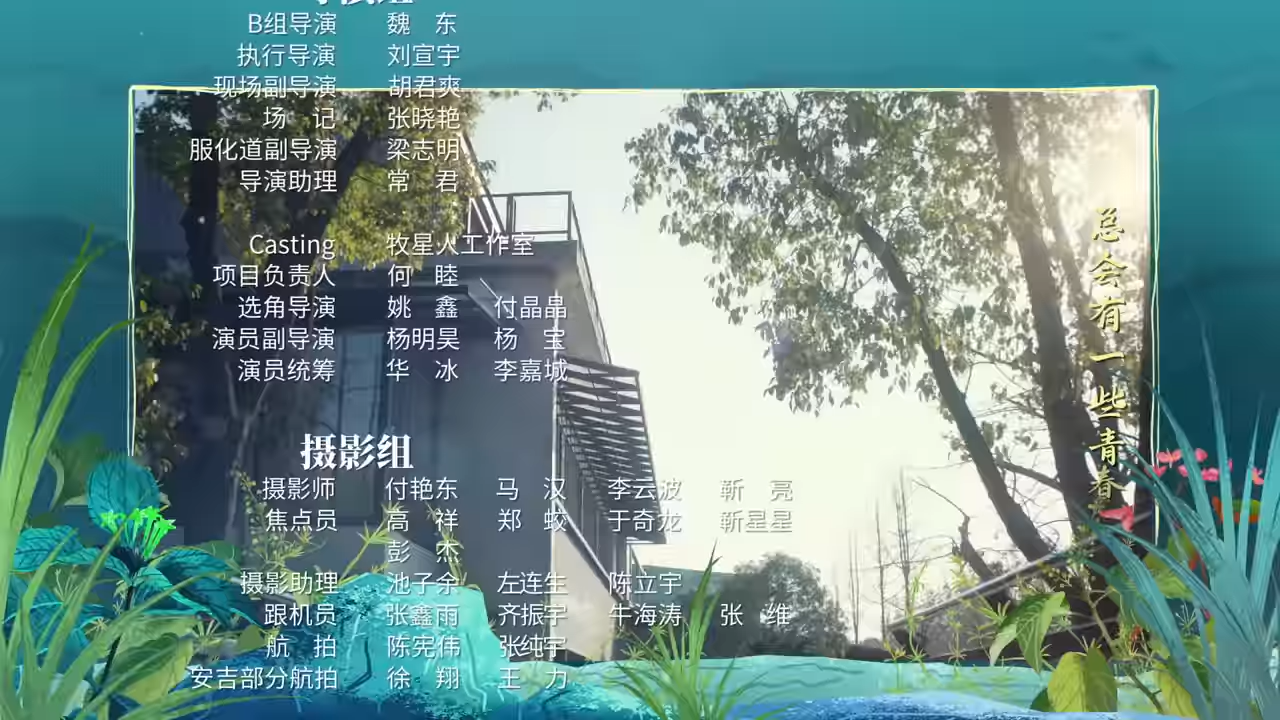 B组导演 魏 东
执行导演 刘宣宇
现场副导演 胡君爽
场 记 张晓艳
服化道副导演 梁志明
导演助理 常 君
Casting 牧星人工作室
项目负责人 何 睦
选角导演 姚 鑫 付晶晶
演员副导演 杨明昊 杨 宝
演员统筹 华 冰 李嘉城
摄影组
摄影师 付艳东 马 汉 李云波 靳 亮
焦点员 高 祥 郑 蛟 于奇龙 靳星星
彭 杰
摄影助理 池子余 左连生 陈立宇
跟机员 张鑫雨 齐振宇 牛海涛 张 维
航 拍 陈宪伟 张纯宇
安吉部分航拍 徐 翔 王 力
总会有一些青春